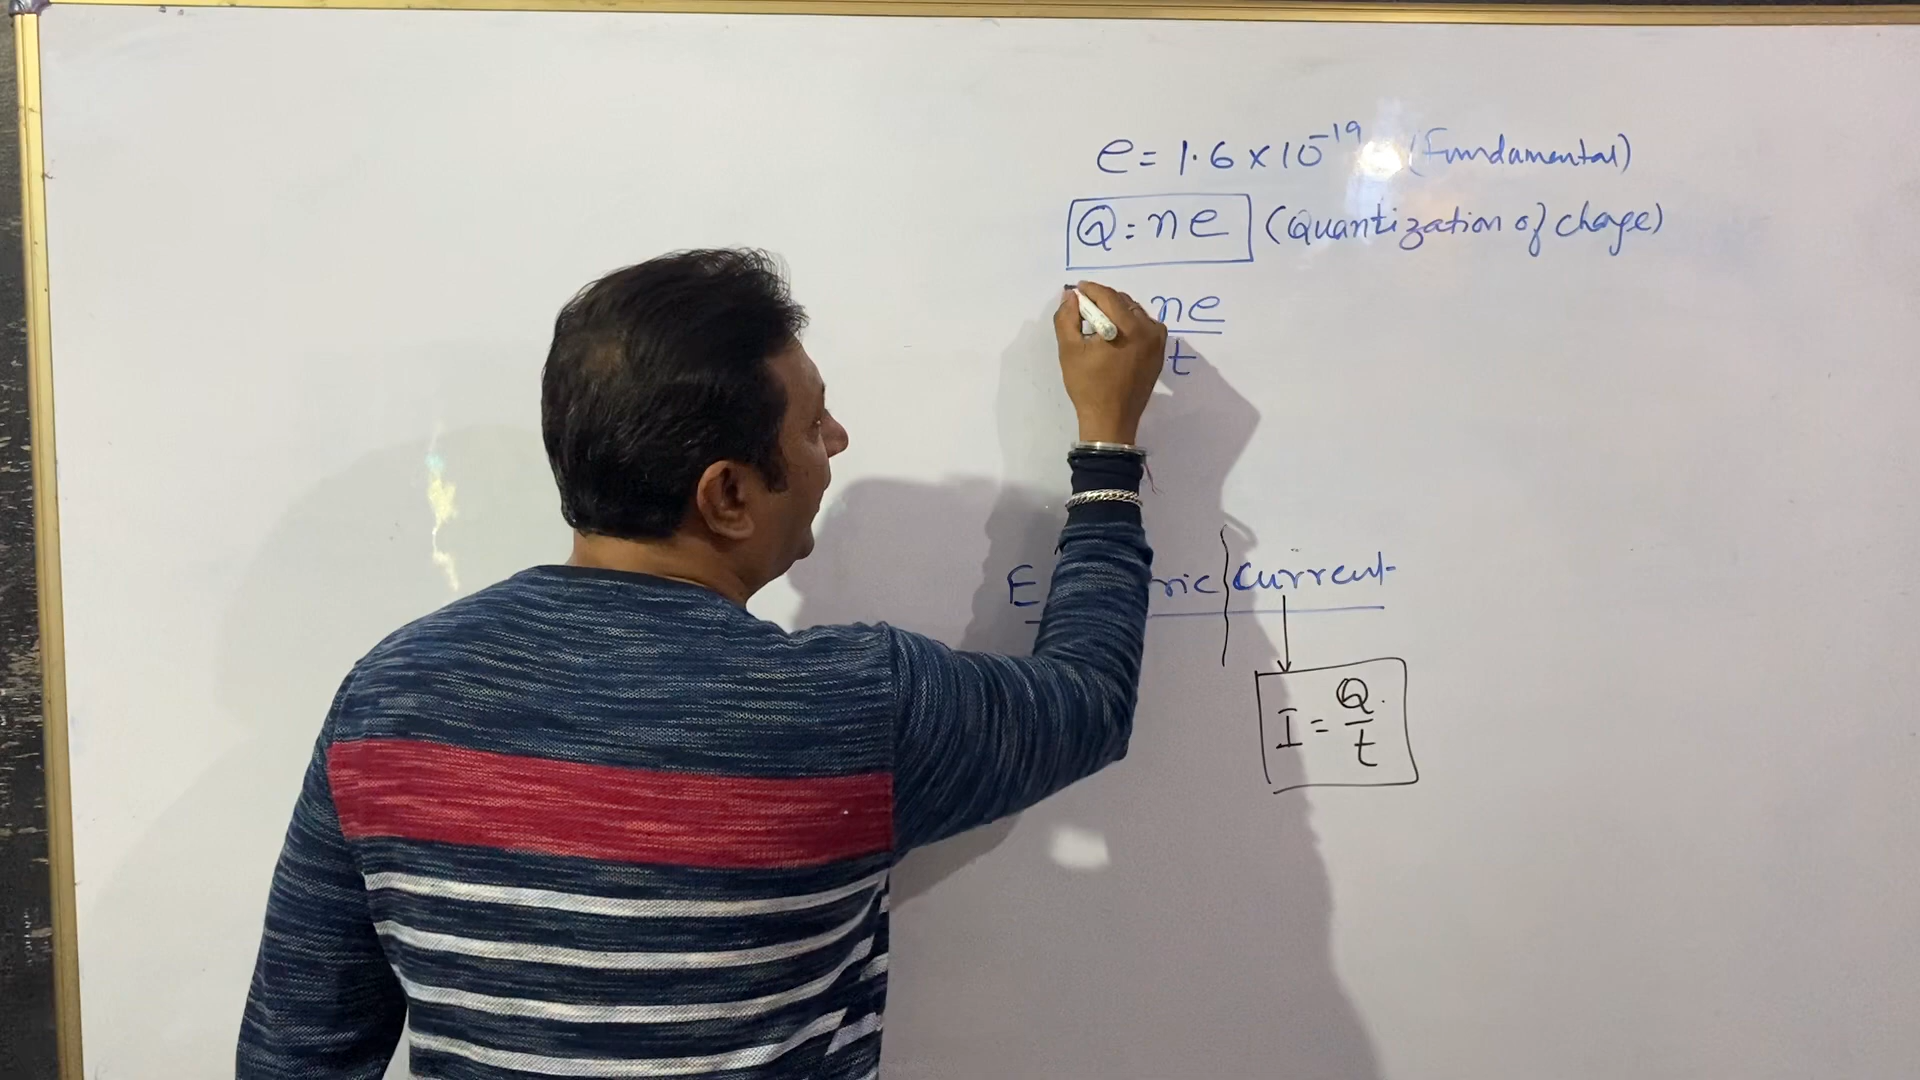 e = 1.6 × 10⁻¹⁹ (Fundamental)
Q = ne (Quantization of charge)
ne
t
Current
I = Q
t